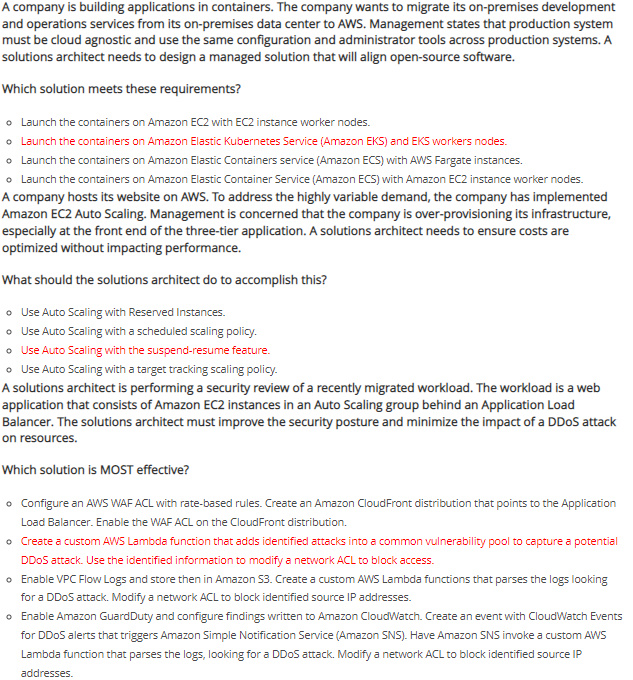 A company is building applications in containers. The company wants to migrate its on-premises development
and operations services from its on-premises data center to AWS. Management states that production system
must be cloud agnostic and use the same configuration and administrator tools across production systems. A
solutions architect needs to design a managed solution that will align open-source software.
Which solution meets these requirements?
Launch the containers on Amazon EC2 with EC2 instance worker nodes.
Launch the containers on Amazon Elastic Kubernetes Service (Amazon EKS) and EKS workers nodes.
Launch the containers on Amazon Elastic Containers service (Amazon ECS) with AWS Fargate instances.
Launch the containers on Amazon Elastic Container Service (Amazon ECS) with Amazon EC2 instance worker nodes.
A company hosts its website on AWS. To address the highly variable demand, the company has implemented
Amazon EC2 Auto Scaling. Management is concerned that the company is over-provisioning its infrastructure,
especially at the front end of the three-tier application. A solutions architect needs to ensure costs are
optimized without impacting performance.
What should the solutions architect do to accomplish this?
Use Auto Scaling with Reserved Instances.
Use Auto Scaling with a scheduled scaling policy.
Use Auto Scaling with the suspend-resume feature.
Use Auto Scaling with a target tracking scaling policy.
A solutions architect is performing a security review of a recently migrated workload. The workload is a web
application that consists of Amazon EC2 instances in an Auto Scaling group behind an Application Load
Balancer. The solutions architect must improve the security posture and minimize the impact of a DDoS attack
on resources.
Which solution is MOST effective?
Configure an AWS WAF ACL with rate-based rules. Create an Amazon CloudFront distribution that points to the Application
Load Balancer. Enable the WAF ACL on the CloudFront distribution.
Create a custom AWS Lambda function that adds identified attacks into a common vulnerability pool to capture a potential
DDoS attack. Use the identified information to modify a network ACL to block access.
Enable VPC Flow Logs and store then in Amazon S3. Create a custom AWS Lambda functions that parses the logs looking
for a DDoS attack. Modify a network ACL to block identified source IP addresses.
Enable Amazon GuardDuty and configure findings written to Amazon CloudWatch. Create an event with CloudWatch Events
for DDoS alerts that triggers Amazon Simple Notification Service (Amazon SNS). Have Amazon SNS invoke a custom AWS
Lambda function that parses the logs, looking for a DDoS attack. Modify a network ACL to block identified source IP
addresses.